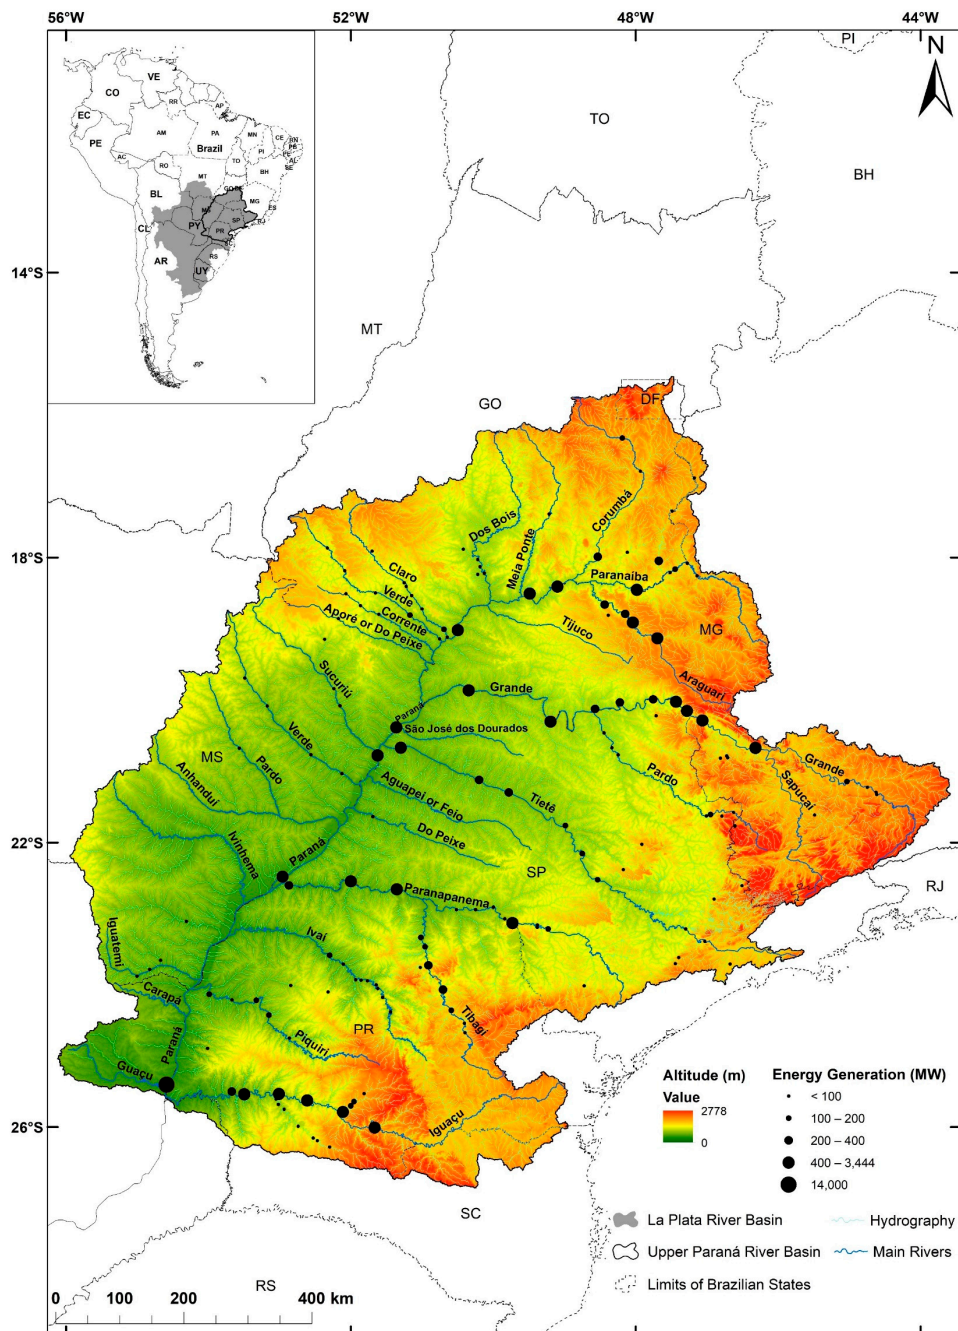 56°W 52°W 48°W 44°W
PI
N
VE
CO
RR
AP
EC
AM
PA
MN
CE
RN
PB
PE
Brazil
PI
PE
AL
SE
AC
RO
TO
MT
BH
BL
GO
DF
MG
MS
ES
SP
RJ
CL
PY
PR
SC
AR
RS
UY
TO
BH
14°S
MT
GO
DF
Dos Bois
Meia Ponte
Corumbá
18°S
Claro
Paranaíba
Verde
Corrente
Aporé or Do Peixe
Tijuco
MG
Araguari
Sucuriú
Grande
Paraná
São José dos Dourados
MS
Verde
Pardo
Anhanduí
Pardo
Grande
Sapucaí
Tietê
Aguapeí or Feio
Do Peixe
22°S
Ivinhema
Paraná
SP
Paranapanema
RJ
Iguatemi
Ivaí
Carapá
Paraná
Piquiri
PR
Tibagi
Guaçu
Iguaçu
26°S
SC
RS
Altitude (m)
Value
2778
0
Energy Generation (MW)
< 100
100 – 200
200 – 400
400 – 3,444
14,000
La Plata River Basin
Hydrography
Upper Paraná River Basin
Main Rivers
Limits of Brazilian States
0 100 200 400 km